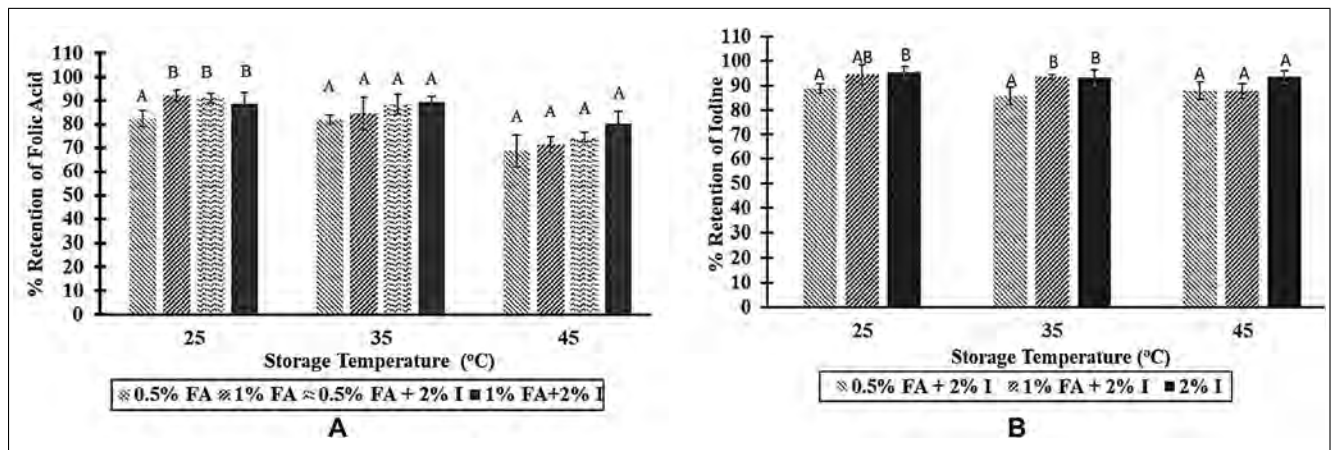 % Retention of Folic Acid
110
100
90
80
70
60
50
40
30
20
10
0
A B B B
A A A A
A A A A
25 35 45
Storage Temperature (°C)
0.5% FA 1% FA 0.5% FA + 2% I 1% FA+2% I
A
% Retention of Iodine
110
100
90
80
70
60
50
40
30
20
10
0
A AB B
A B B
A A A
25 35 45
Storage Temperature (°C)
0.5% FA + 2% I 1% FA + 2% I 2% I
B